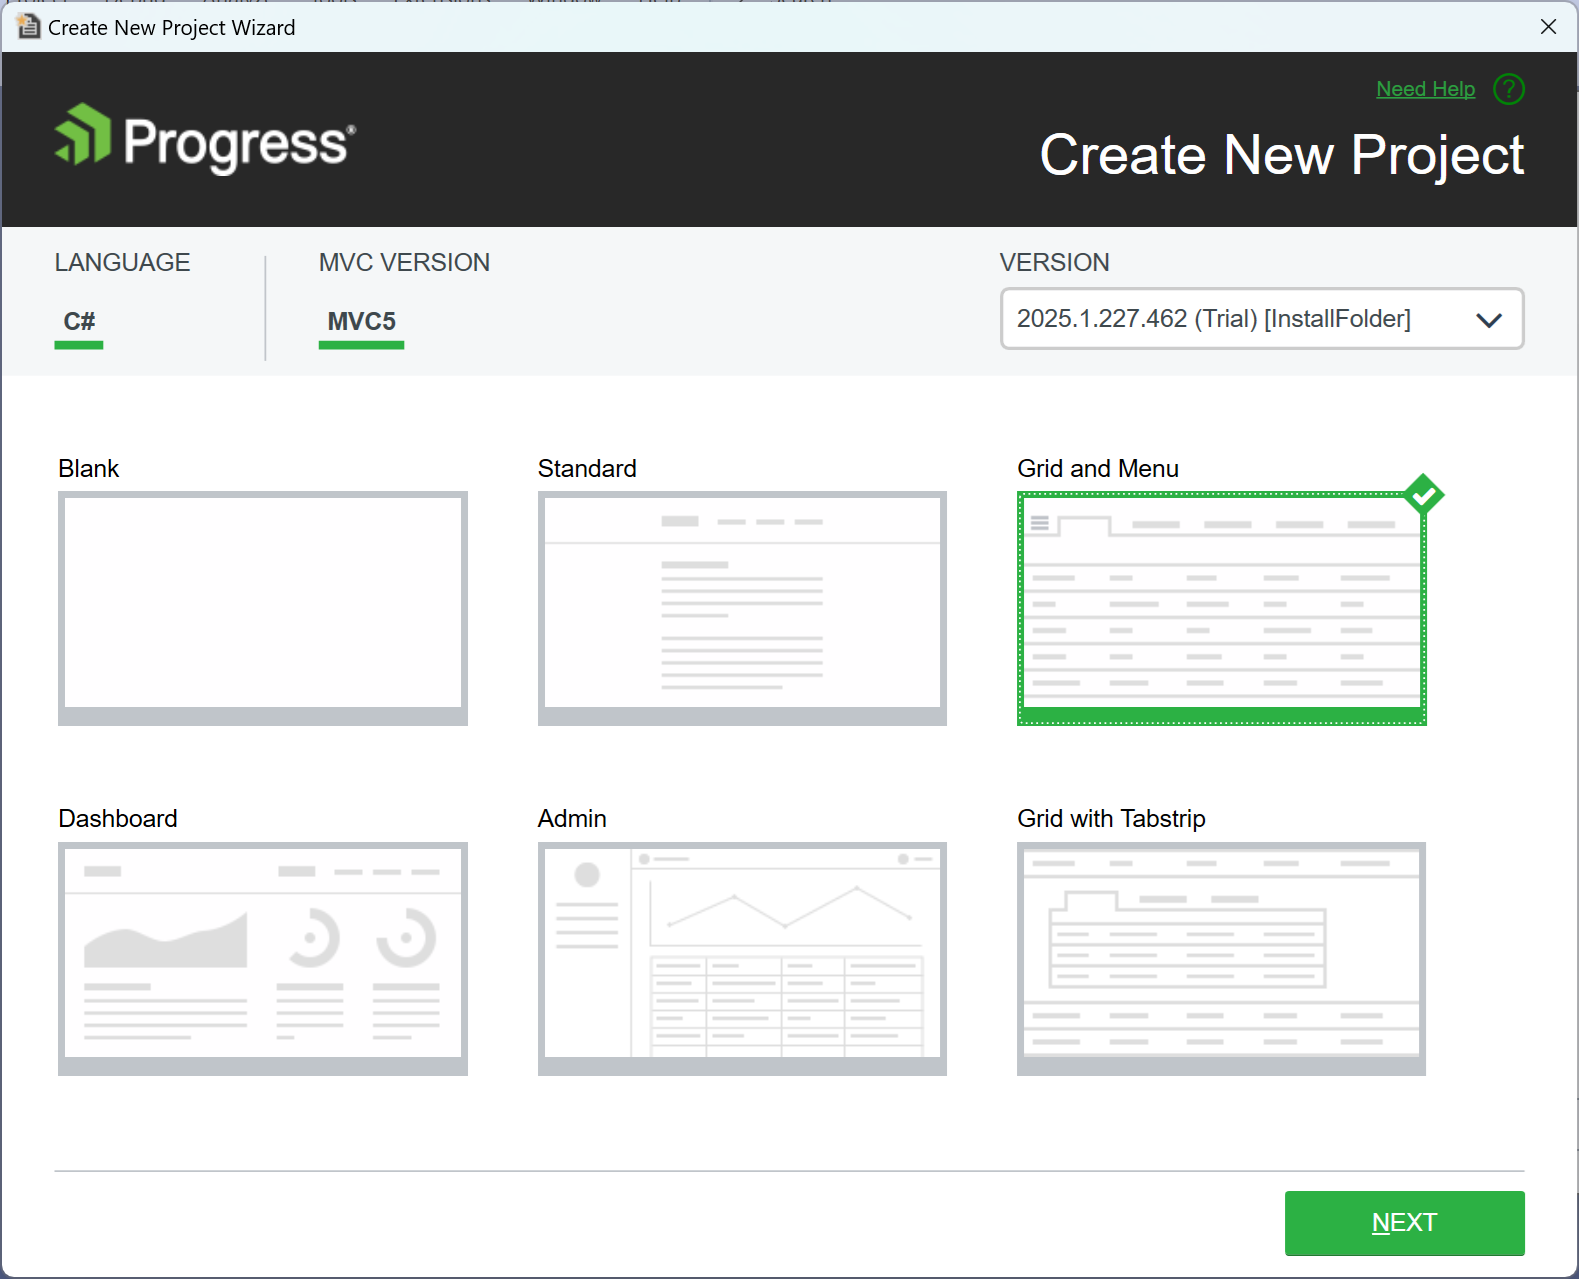 Create New Project Wizard
Need Help ?
Progress®
Create New Project
LANGUAGE
MVC VERSION
VERSION
C#
MVC5
2025.1.227.462 (Trial) [InstallFolder]
Blank
Standard
Grid and Menu
Dashboard
Admin
Grid with Tabstrip
NEXT